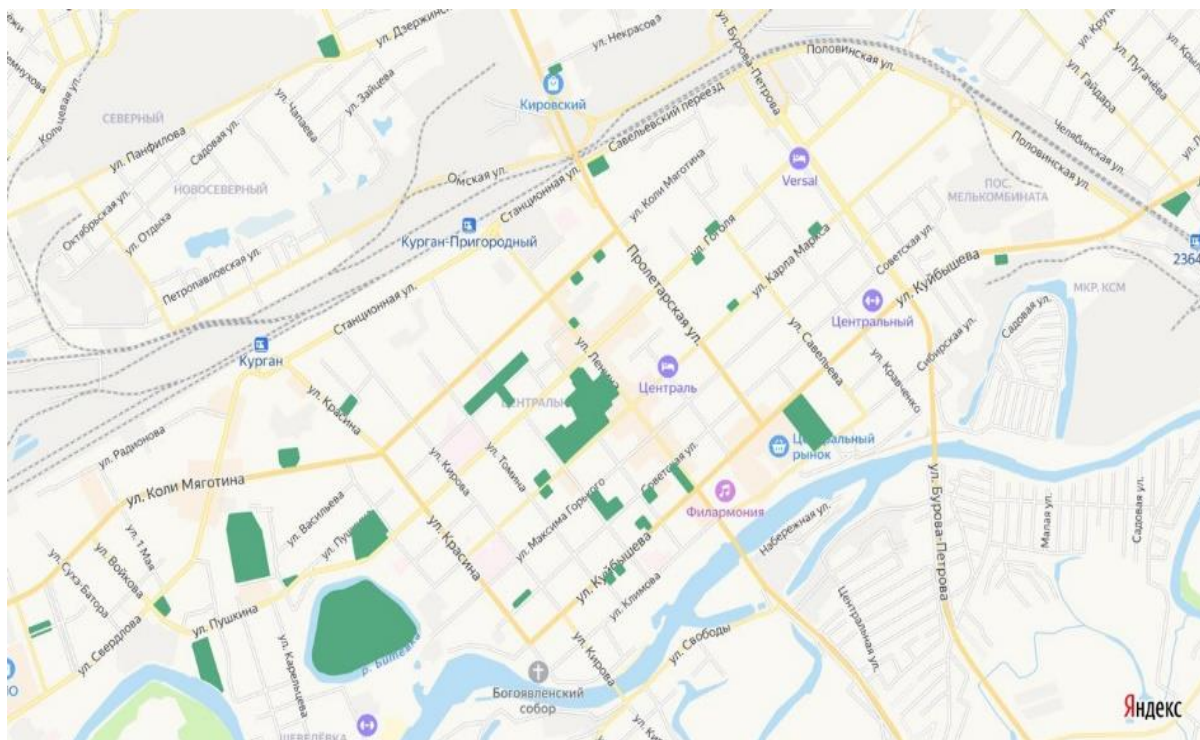 ул. Дзержинск
ул. Некрасова
ул. Бурова-Петрова
Половинская ул.
ул. Крути
ул. Пугачёва
ул. Гайдара
Кольцевая ул.
Кировский
СЕВЕРНЫЙ
ул. Чапаева
ул. Зайцева
Савельевский переезд
Челябинская ул.
ул. Панфилова
Садовая ул.
Versal
Половинская ул.
Омская ул.
Станционная ул.
ул. Коли Мяготина
НОВОСЕВЕРНЫЙ
ПОС.
МЕЛЬКОМБИНАТА
Октябрьская ул.
ул. Отдыха
Курган-Пригородный
ул. Гоголя
ул. Карла Маркса
Советская ул.
2364
Петропавловская ул.
Пролетарская ул.
ул. Куйбышева
МКР. КСМ
Станционная ул.
Центральный
Садовая ул.
Курган
ул. Ленина
ул. Савельева
Сибирская ул.
Централь
ул. Кравченко
ул. Красина
ЦЕНТРАЛЬН
ул. Радионова
Ц    альный
рынок
ул. Коли Мяготина
ул. Кирова
ул. Томина
Советская ул.
Филармония
ул. Васильева
ул. Максима Горького
Набережная ул.
ул. Бурова-Петрова
Малая ул.
Садовая ул.
ул. 1 Мая
ул. Войкова
ул. Пушкина
ул. Красина
ул. Сухэ-Батора
ул. Куйбышева
ул. Климова
ул. Пушкина
ул. Свердлова
ул. Карельцева
р. Битевка
ул. Кирова
ул. Свободы
Центральная ул.
Богоявленский
собор
ШЕВЕЛЁВКА
Яндекс